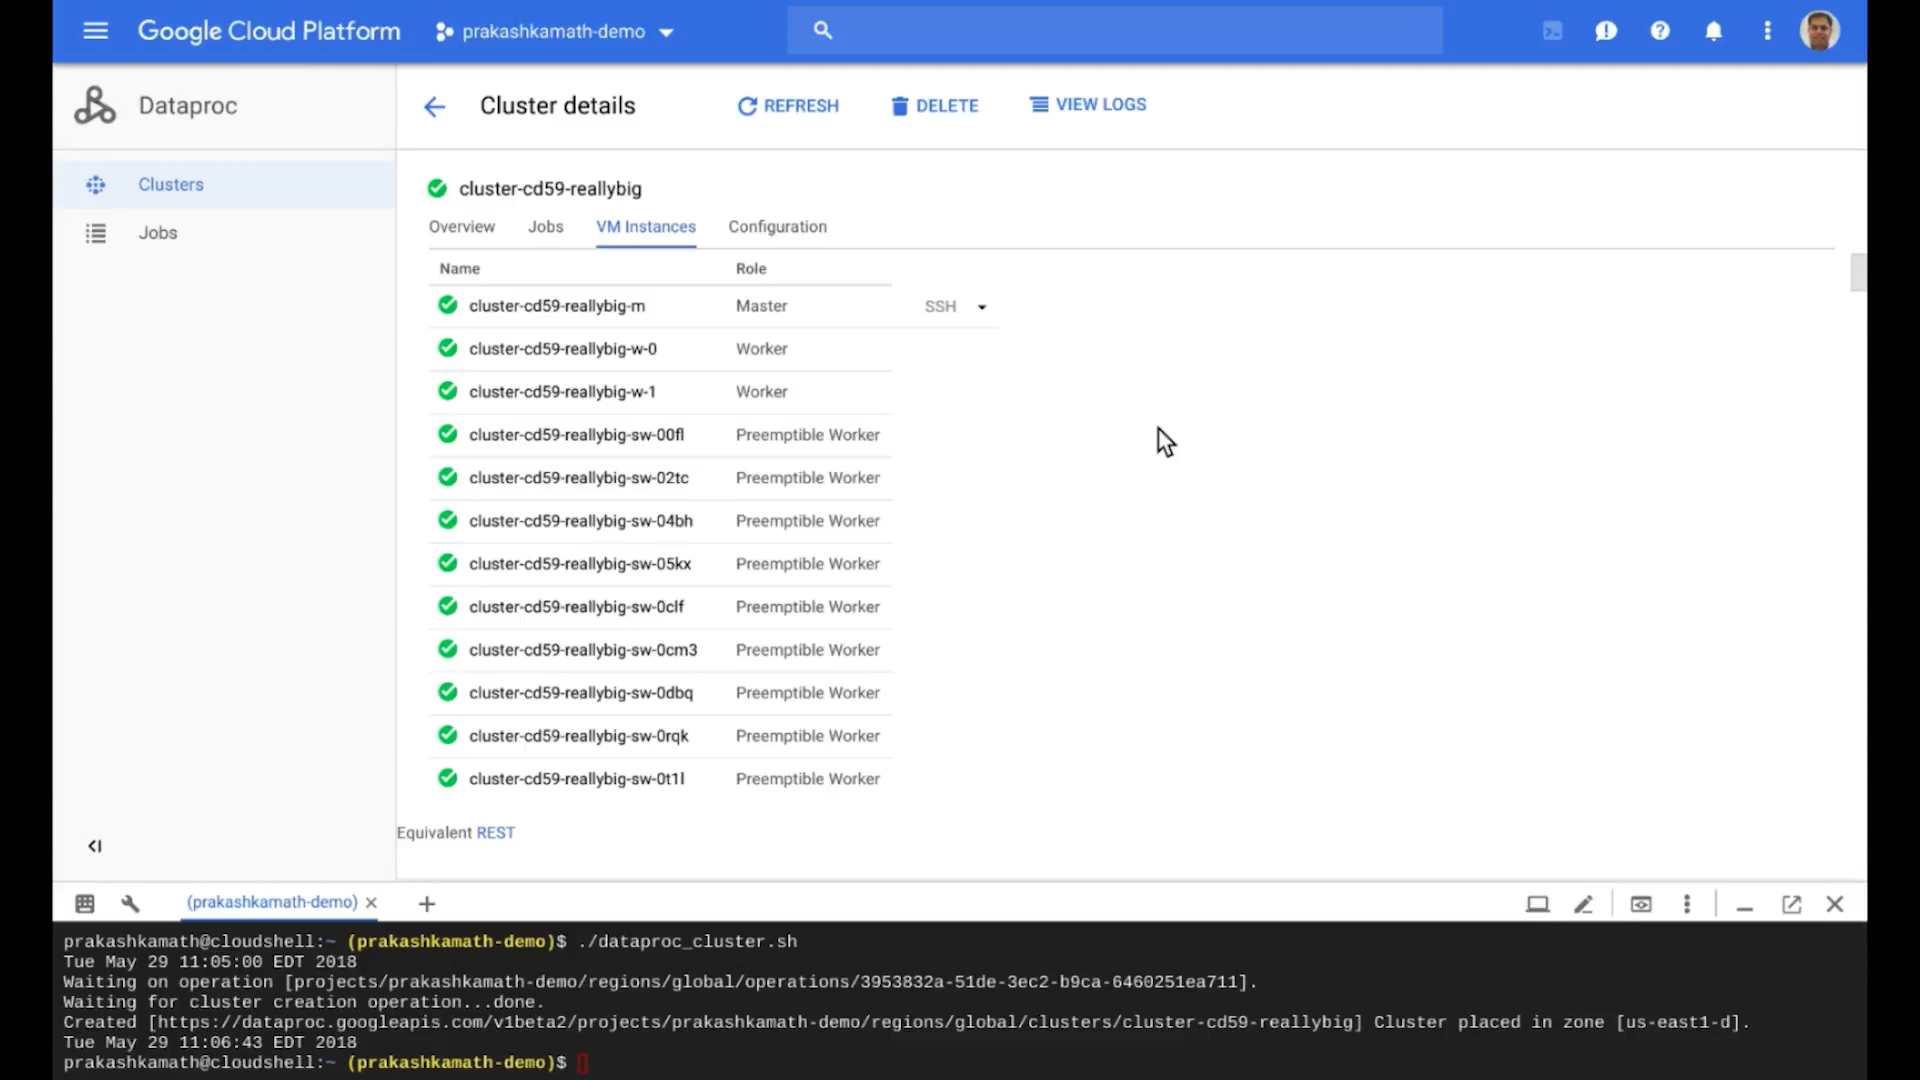 Google Cloud Platform prakashkamath-demo
Dataproc
Cluster details REFRESH DELETE VIEW LOGS
Clusters
Jobs
cluster-cd59-reallybig
Overview Jobs VM Instances Configuration
Name Role
cluster-cd59-reallybig-m Master SSH
cluster-cd59-reallybig-w-0 Worker
cluster-cd59-reallybig-w-1 Worker
cluster-cd59-reallybig-sw-00fl Preemptible Worker
cluster-cd59-reallybig-sw-02tc Preemptible Worker
cluster-cd59-reallybig-sw-04bh Preemptible Worker
cluster-cd59-reallybig-sw-05kx Preemptible Worker
cluster-cd59-reallybig-sw-0clf Preemptible Worker
cluster-cd59-reallybig-sw-0cm3 Preemptible Worker
cluster-cd59-reallybig-sw-0dbq Preemptible Worker
cluster-cd59-reallybig-sw-0rqk Preemptible Worker
cluster-cd59-reallybig-sw-0t1l Preemptible Worker
Equivalent REST
(prakashkamath-demo)
prakashkamath@cloudshell:~ (prakashkamath-demo)$ ./dataproc_cluster.sh
Tue May 29 11:05:00 EDT 2018
Waiting on operation [projects/prakashkamath-demo/regions/global/operations/3953832a-51de-3ec2-b9ca-6460251ea711].
Waiting for cluster creation operation...done.
Created [https://dataproc.googleapis.com/v1beta2/projects/prakashkamath-demo/regions/global/clusters/cluster-cd59-reallybig] Cluster placed in zone [us-east1-d].
Tue May 29 11:06:43 EDT 2018
prakashkamath@cloudshell:~ (prakashkamath-demo)$